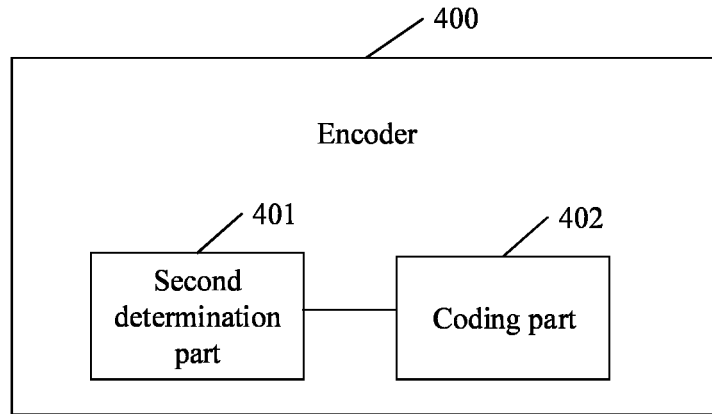 400
Encoder
401
402
Second
determination
part
Coding part